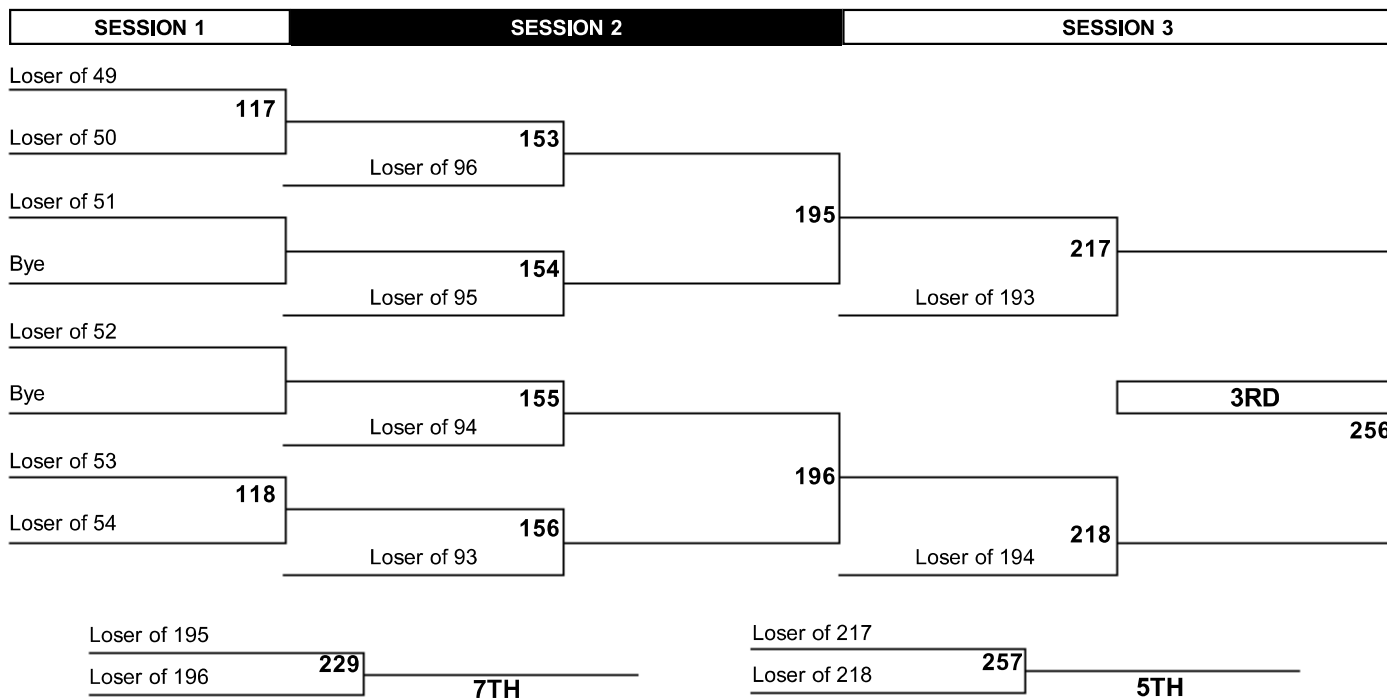 SESSION 1 SESSION 2 SESSION 3
Loser of 49
117
Loser of 50
153
Loser of 96
Loser of 51
195
217
Bye
154
Loser of 95
Loser of 193
Loser of 52
Bye
155
3RD
Loser of 94
256
Loser of 53
196
118
Loser of 54
156
218
Loser of 93
Loser of 194
Loser of 195
229
Loser of 196
7TH
Loser of 217
257
Loser of 218
5TH